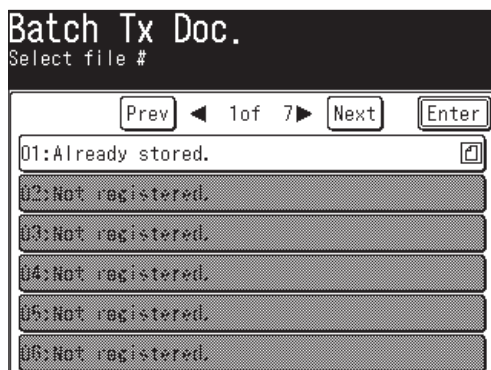 Batch Tx Doc.
Select file #
Prev ◀ 1of 7▶ Next Enter
01:Already stored.
02:Not registered.
03:Not registered.
04:Not registered.
05:Not registered.
06:Not registered.